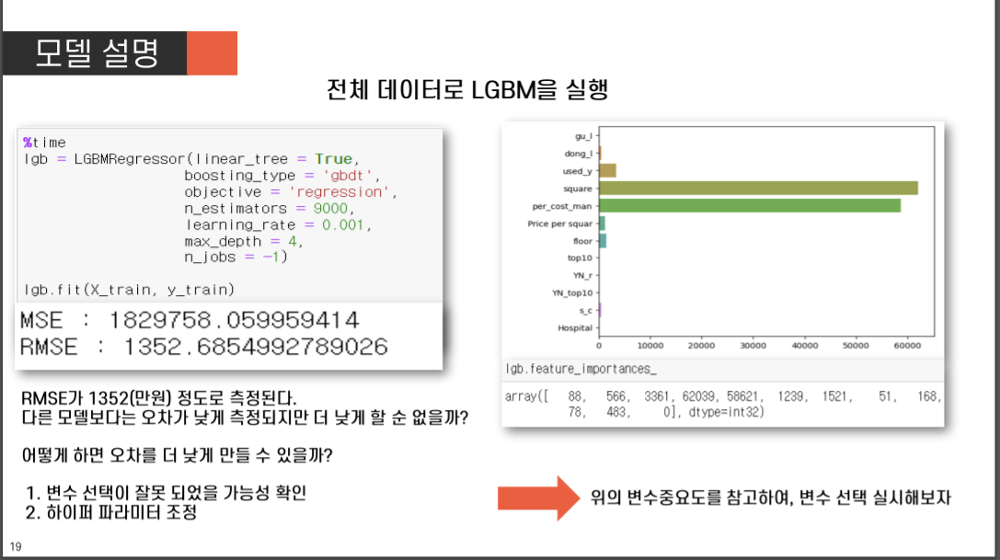 모델 설명
전체 데이터로 LGBM을 실행
%time
lgb = LGBMRegressor(linear_tree = True,
boosting_type = 'gbdt',
objective = 'regression',
n_estimators = 9000,
learning_rate = 0.001,
max_depth = 4,
n_jobs = -1)
lgb.fit(X_train, y_train)
MSE : 1829758.059959414
RMSE : 1352.6854992789026
RMSE가 1352(만원) 정도로 측정된다.
다른 모델보다는 오차가 낮게 측정되지만 더 낮게 할 순 없을까?
어떻게 하면 오차를 더 낮게 만들 수 있을까?
1. 변수 선택이 잘못 되었을 가능성 확인
2. 하이퍼 파라미터 조정
gu_l
dong_l
used_y
square
per_cost_man
Price per squar
floor
top10
YN_r
YN_top10
s_c
Hospital
0 10000 20000 30000 40000 50000 60000
lgb.feature_importances_
array([ 88, 566, 3361, 62039, 58621, 1239, 1521, 51, 168,
78, 483, 0], dtype=int32)
위의 변수중요도를 참고하여, 변수 선택 실시해보자
19